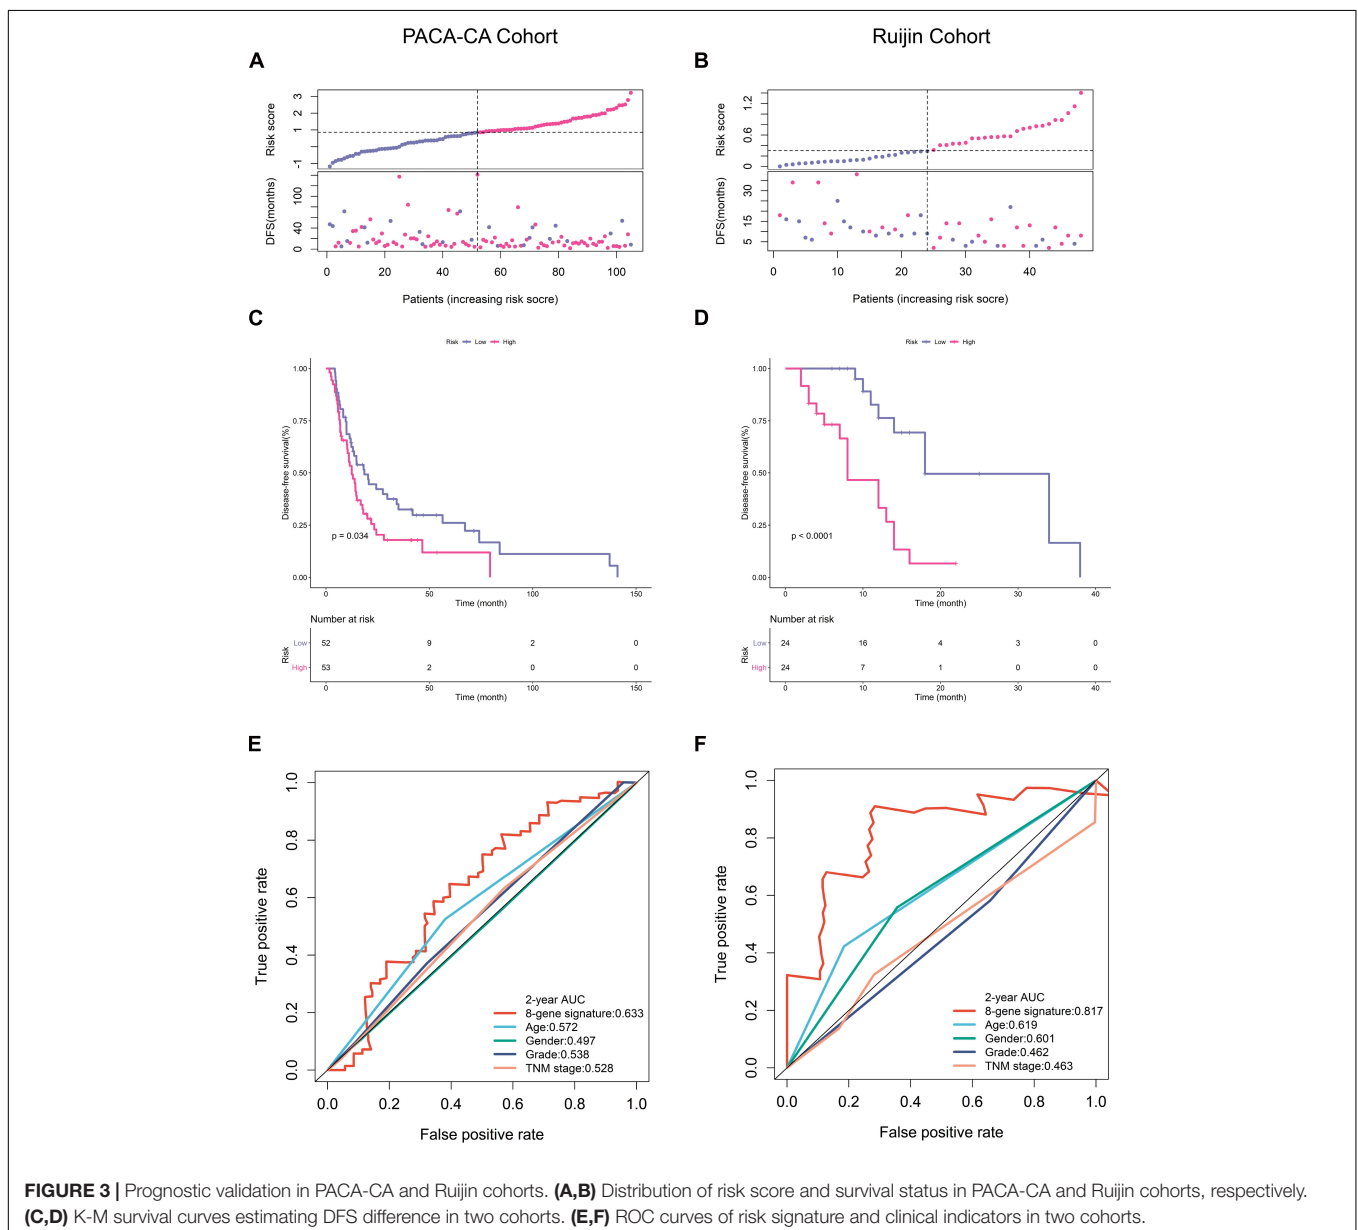 PACA-CA Cohort
Ruijin Cohort
A
3
2
1
-1
Risk score
100
40
0
DFS(months)
0 20 40 60 80 100
Patients (increasing risk socre)
B
1.2
0.6
0
Risk score
30
15
5
DFS(months)
0 10 20 30 40
Patients (increasing risk socre)
C
Risk Low High
1.00
0.75
0.50
0.25
0.00
Disease-free survival(%)
p = 0.034
0 50 100 150
Time (month)
Number at risk
Risk
Low 52 9 2 0
High 53 2 0 0
0 50 100 150
Time (month)
D
Risk Low High
1.00
0.75
0.50
0.25
0.00
Disease-free survival(%)
p < 0.0001
0 10 20 30 40
Time (month)
Number at risk
Risk
Low 24 16 4 3 0
High 24 7 1 0 0
0 10 20 30 40
Time (month)
E
1.0
0.8
0.6
0.4
0.2
0.0
True positive rate
2-year AUC
8-gene signature:0.633
Age:0.572
Gender:0.497
Grade:0.538
TNM stage:0.528
0.0 0.2 0.4 0.6 0.8 1.0
False positive rate
F
1.0
0.8
0.6
0.4
0.2
0.0
True positive rate
2-year AUC
8-gene signature:0.817
Age:0.619
Gender:0.601
Grade:0.462
TNM stage:0.463
0.0 0.2 0.4 0.6 0.8 1.0
False positive rate
FIGURE 3 | Prognostic validation in PACA-CA and Ruijin cohorts. (A,B) Distribution of risk score and survival status in PACA-CA and Ruijin cohorts, respectively.
(C,D) K-M survival curves estimating DFS difference in two cohorts. (E,F) ROC curves of risk signature and clinical indicators in two cohorts.